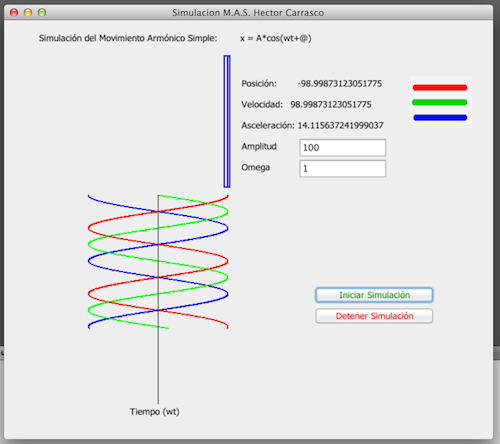 Simulacion M.A.S. Hector Carrasco
Simulación del Movimiento Armónico Simple: x = A*cos(wt+@)
Posición: -98.99873123051775
Velocidad: 98.99873123051775
Asceleración: 14.115637241999037
Amplitud 100
Omega 1
Iniciar Simulación
Detener Simulación
Tiempo (wt)